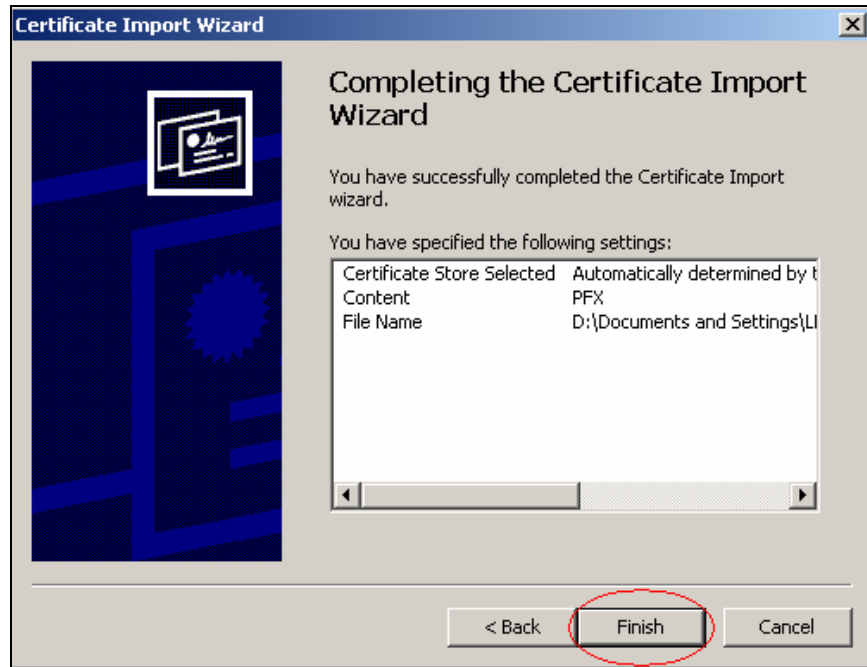 Certificate Import Wizard
Completing the Certificate Import
Wizard
You have successfully completed the Certificate Import
wizard.
You have specified the following settings:
Certificate Store Selected Automatically determined by t
Content PFX
File Name D:\Documents and Settings\LI
< Back Finish Cancel